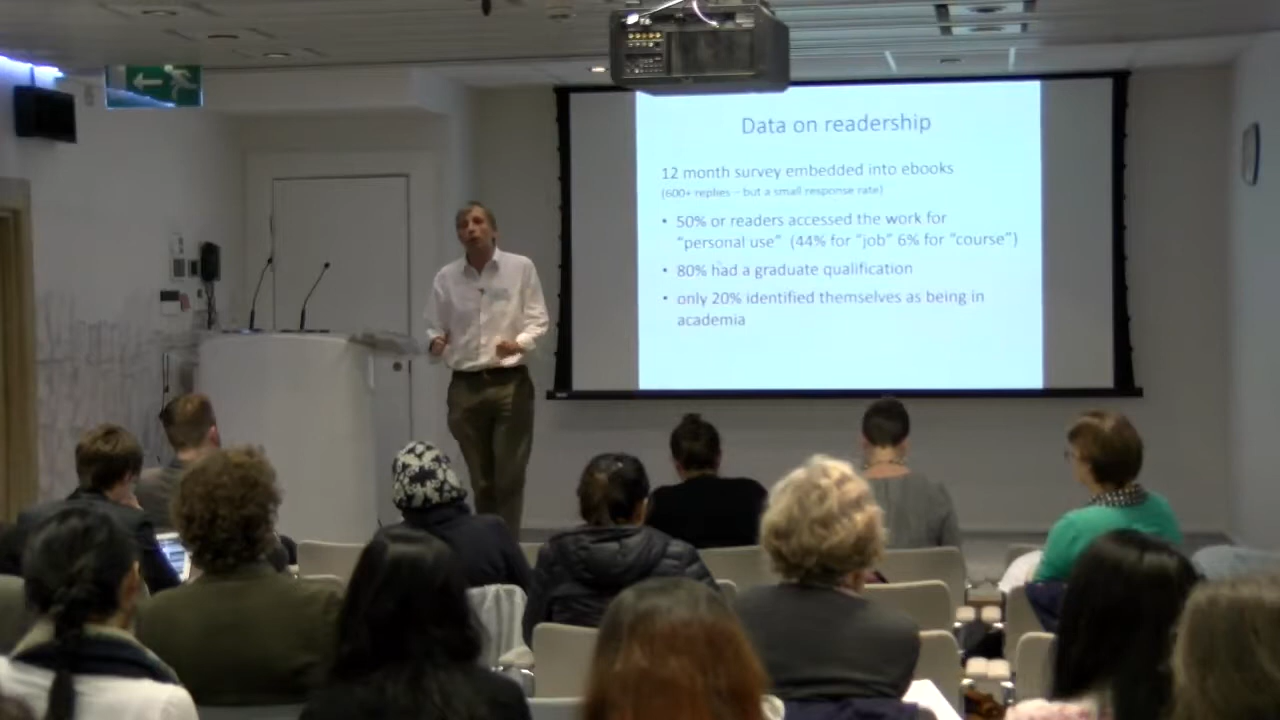 Data on readership
12 month survey embedded into ebooks
(600+ replies – but a small response rate)
• 50% or readers accessed the work for
"personal use" (44% for "job" 6% for "course")
• 80% had a graduate qualification
• only 20% identified themselves as being in
academia